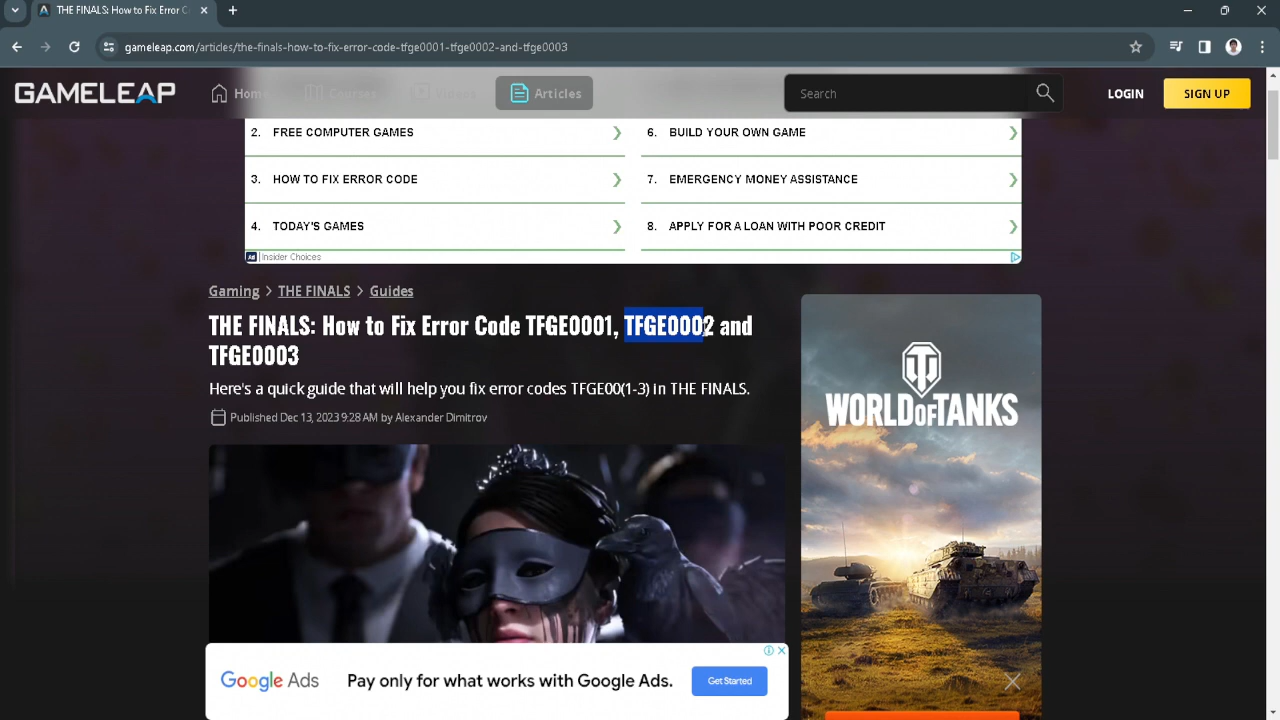 THE FINALS: How to Fix Error C
gameleap.com/articles/the-finals-how-to-fix-error-code-tfge0001-tfge0002-and-tfge0003
GAMELEAP
Hom
Courses
Videos
Articles
Search
LOGIN
SIGN UP
2. FREE COMPUTER GAMES
6. BUILD YOUR OWN GAME
3. HOW TO FIX ERROR CODE
7. EMERGENCY MONEY ASSISTANCE
4. TODAY'S GAMES
8. APPLY FOR A LOAN WITH POOR CREDIT
Ad Insider Choices
Gaming > THE FINALS > Guides
THE FINALS: How to Fix Error Code TFGE0001, TFGE0002 and
TFGE0003
Here's a quick guide that will help you fix error codes TFGE00(1-3) in THE FINALS.
Published Dec 13, 2023 9:28 AM by Alexander Dimitrov
WORLD OF TANKS
Google Ads
Pay only for what works with Google Ads.
Get Started